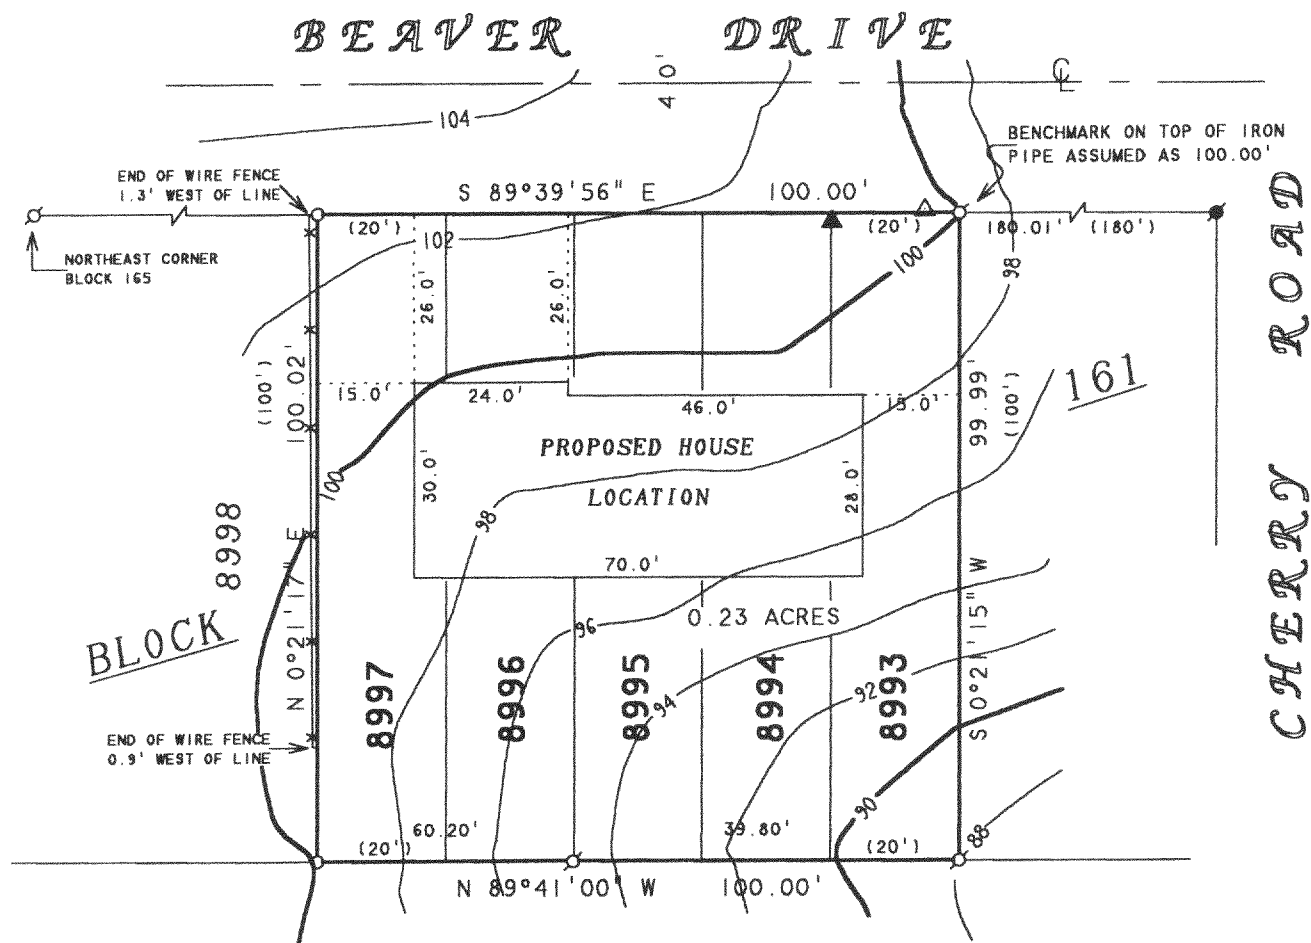 BEAVER DRIVE
40'
℄
104
BENCHMARK ON TOP OF IRON
PIPE ASSUMED AS 100.00'
END OF WIRE FENCE
1.3' WEST OF LINE
S 89°39'56" E 100.00'
(20')
(20')
180.01' (180')
102
100
98
NORTHEAST CORNER
BLOCK 165
26.0'
26.0'
(100')
100.02'
15.0'
24.0'
46.0'
15.0'
99.99'
(100')
161
CHERRY ROAD
PROPOSED HOUSE
LOCATION
30.0'
28.0'
100
98
70.0'
8998
BLOCK
N 0°21'17" E
0.23 ACRES
96
S 0°21'15" W
8997
8996
8995
8994
8993
94
92
END OF WIRE FENCE
0.9' WEST OF LINE
90
88
60.20'
39.80'
(20')
(20')
N 89°41'00" W 100.00'